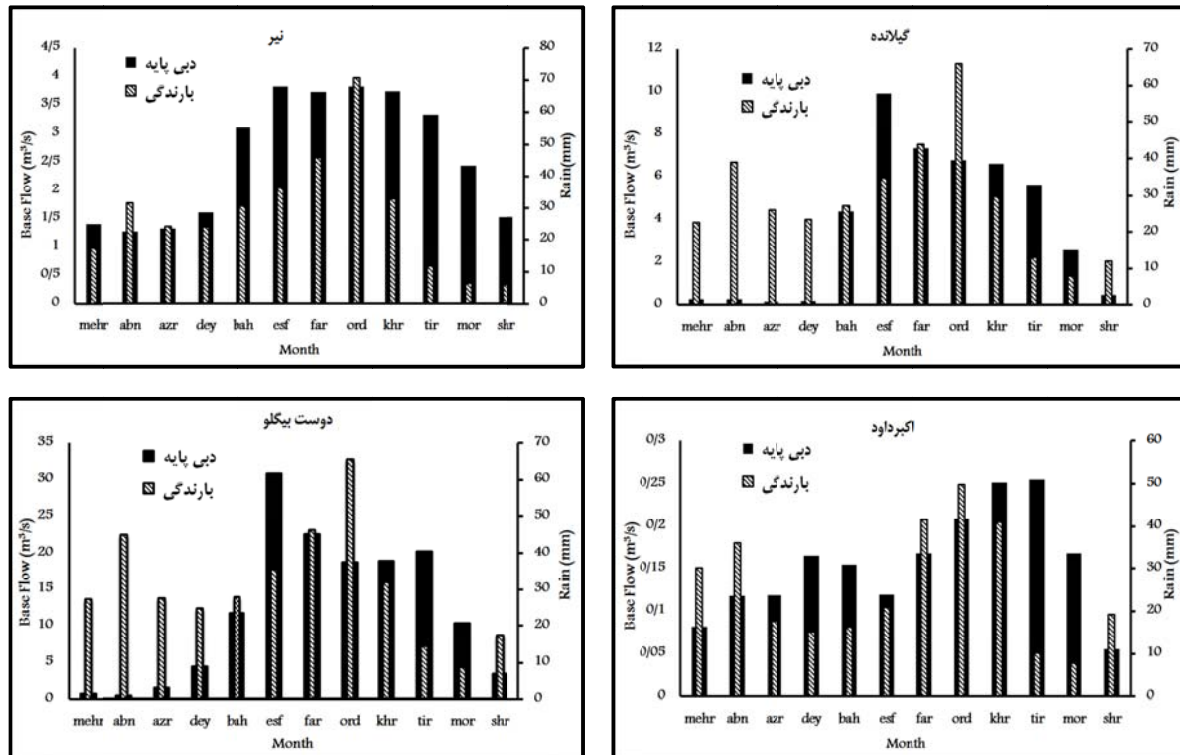 نیر
دبی پایه
بارندگی
4/5
4
3/5
3
2/5
2
1/5
1
0/5
0
Base Flow (m³/s)
80
70
60
50
40
30
20
10
0
Rain(mm)
mehr abn azr dey bah esf far ord khr tir mor shr
Month
گیلانده
دبی پایه
بارندگی
12
10
8
6
4
2
0
Base Flow (m³/s)
70
60
50
40
30
20
10
0
Rain(mm)
mehr abn azr dey bah esf far ord khr tir mor shr
Month
دوست بیگلو
دبی پایه
بارندگی
35
30
25
20
15
10
5
0
Base Flow (m³/s)
70
60
50
40
30
20
10
0
Rain (mm)
mehr abn azr dey bah esf far ord khr tir mor shr
Month
اکبرداود
دبی پایه
بارندگی
0/3
0/25
0/2
0/15
0/1
0/05
0
Base Flow (m³/s)
60
50
40
30
20
10
0
Rain (mm)
mehr abn azr dey bah esf far ord khr tir mor shr
Month